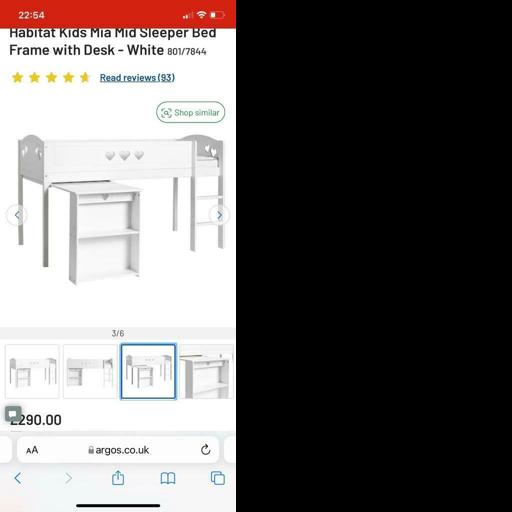 22:54
Habitat Kids Mia Mid Sleeper Bed
Frame with Desk - White 801/7844
Read reviews (93)
Shop similar
3/6
£290.00
AA argos.co.uk